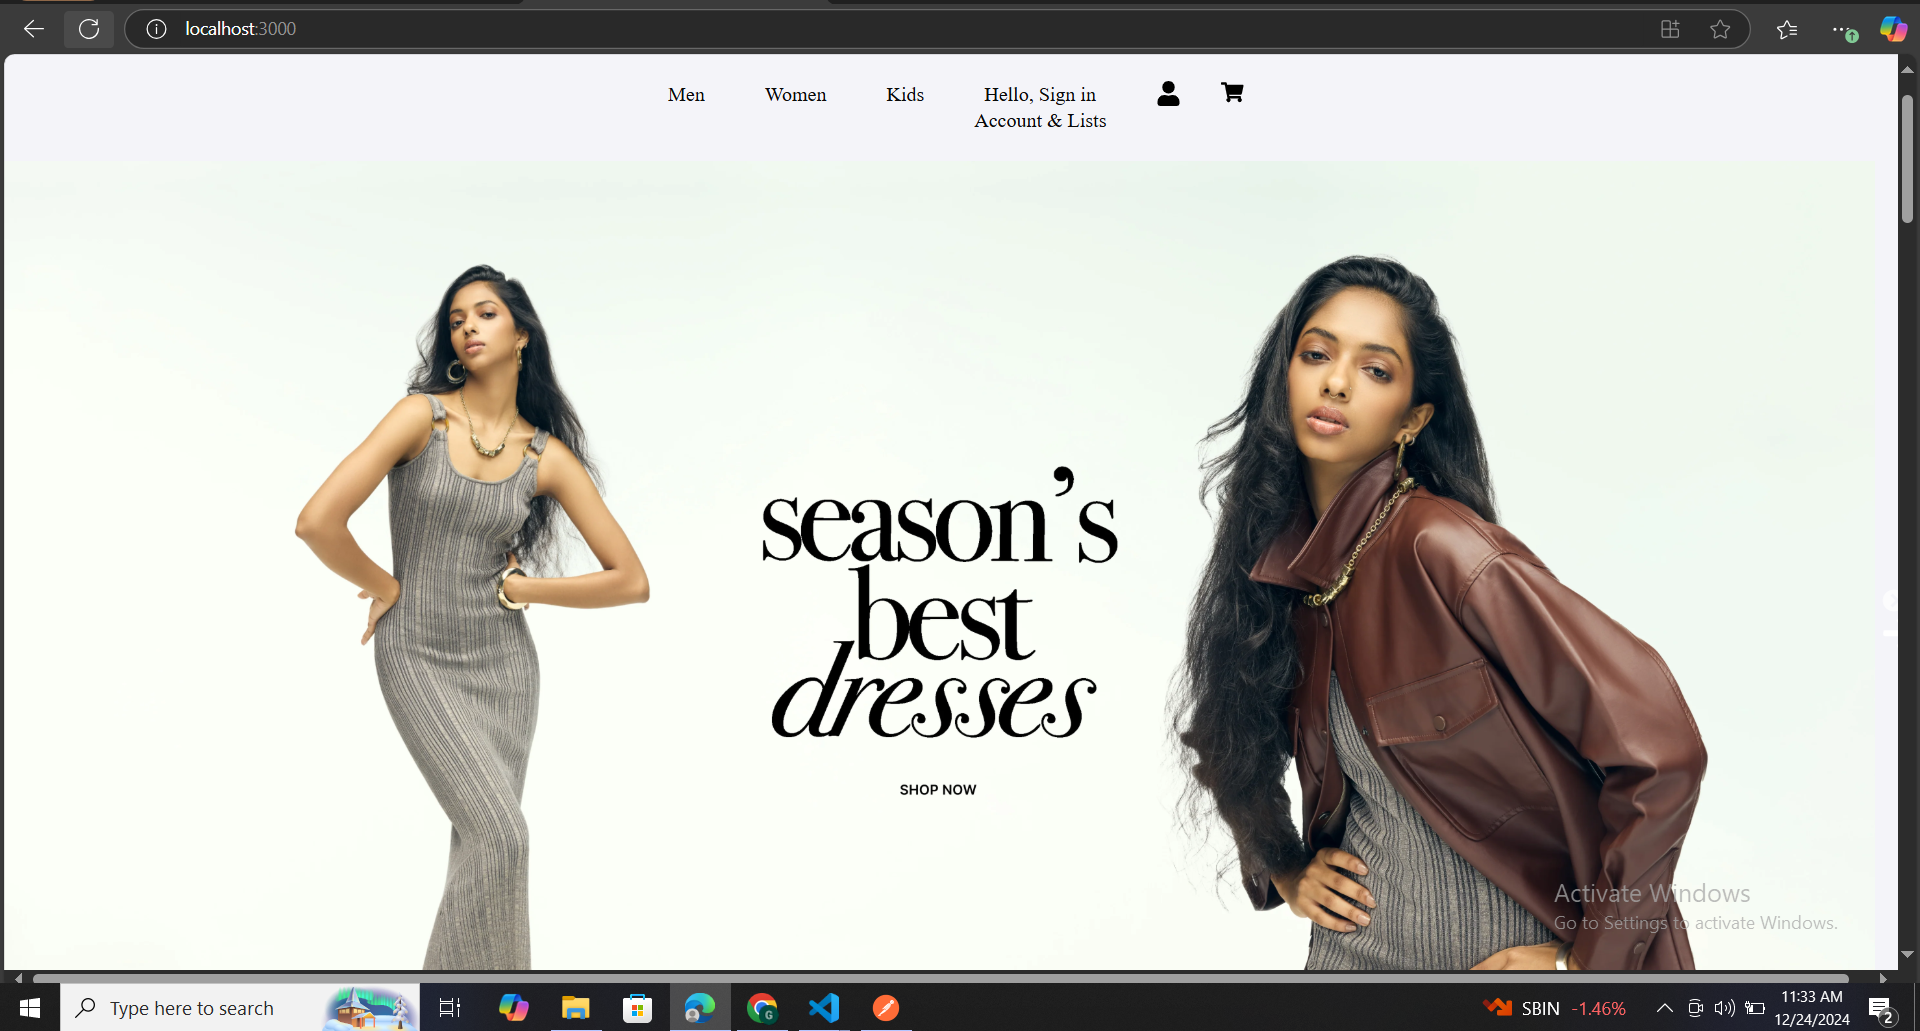 localhost:3000
Men Women Kids Hello, Sign in
Account & Lists
season's
best
dresses
SHOP NOW
Activate Windows
Go to Settings to activate Windows.
Type here to search
SBIN -1.46%
11:33 AM
12/24/2024
2